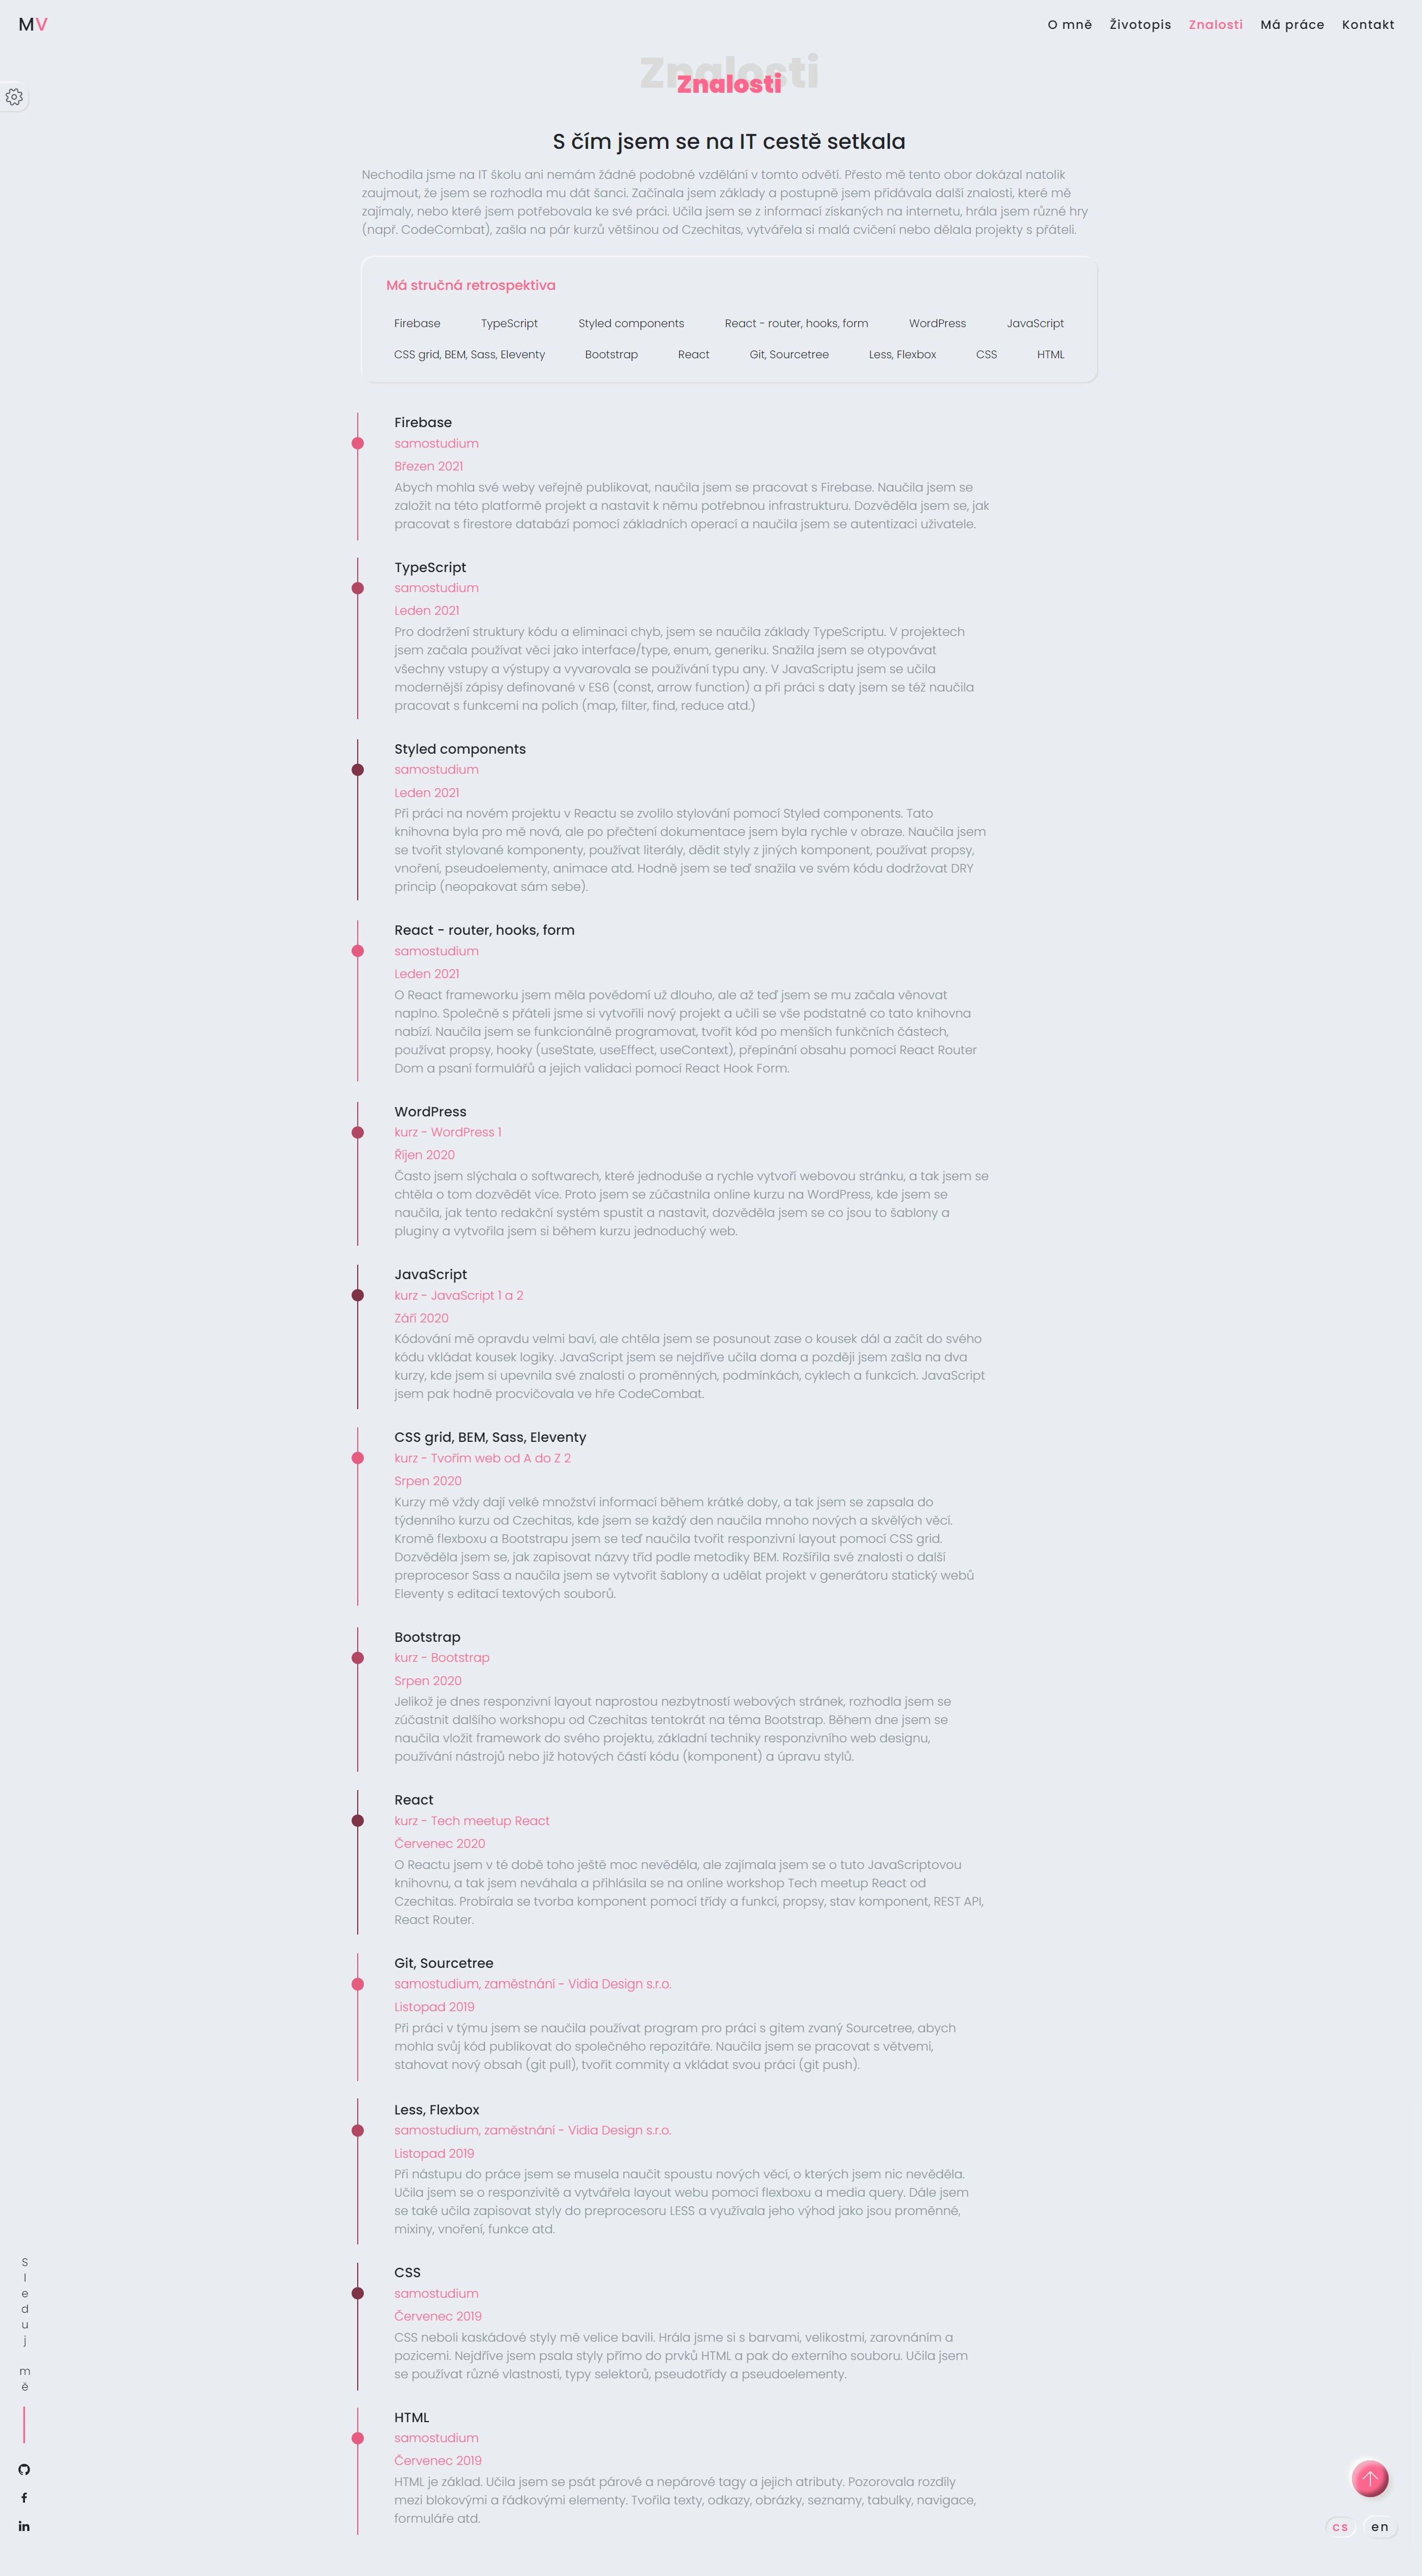 MV
O mně Životopis Znalosti Má práce Kontakt
Znalosti
Znalosti
S čím jsem se na IT cestě setkala
Nechodila jsme na IT školu ani nemám žádné podobné vzdělání v tomto odvětí. Přesto mě tento obor dokázal natolik
zaujmout, že jsem se rozhodla mu dát šanci. Začínala jsem základy a postupně jsem přidávala další znalosti, které mě
zajímaly, nebo které jsem potřebovala ke své práci. Učila jsem se z informací získaných na internetu, hrála jsem různé hry
(např. CodeCombat), zašla na pár kurzů většinou od Czechitas, vytvářela si malá cvičení nebo dělala projekty s přáteli.
Má stručná retrospektiva
Firebase TypeScript Styled components React - router, hooks, form WordPress JavaScript
CSS grid, BEM, Sass, Eleventy Bootstrap React Git, Sourcetree Less, Flexbox CSS HTML
Firebase
samostudium
Březen 2021
Abych mohla své weby veřejně publikovat, naučila jsem se pracovat s Firebase. Naučila jsem se
založit na této platformě projekt a nastavit k němu potřebnou infrastrukturu. Dozvěděla jsem se, jak
pracovat s firestore databází pomocí základních operací a naučila jsem se autentizaci uživatele.
TypeScript
samostudium
Leden 2021
Pro dodržení struktury kódu a eliminaci chyb, jsem se naučila základy TypeScriptu. V projektech
jsem začala používat věci jako interface/type, enum, generiku. Snažila jsem se otypovávat
všechny vstupy a výstupy a vyvarovala se používání typu any. V JavaScriptu jsem se učila
modernější zápisy definované v ES6 (const, arrow function) a při práci s daty jsem se též naučila
pracovat s funkcemi na polích (map, filter, find, reduce atd.)
Styled components
samostudium
Leden 2021
Při práci na novém projektu v Reactu se zvolilo stylování pomocí Styled components. Tato
knihovna byla pro mě nová, ale po přečtení dokumentace jsem byla rychle v obraze. Naučila jsem
se tvořit stylované komponenty, používat literály, dědit styly z jiných komponent, používat propsy,
vnoření, pseudoelementy, animace atd. Hodně jsem se teď snažila ve svém kódu dodržovat DRY
princip (neopakovat sám sebe).
React - router, hooks, form
samostudium
Leden 2021
O React frameworku jsem měla povědomí už dlouho, ale až teď jsem se mu začala věnovat
naplno. Společně s přáteli jsme si vytvořili nový projekt a učili se vše podstatné co tato knihovna
nabízí. Naučila jsem se funkcionálně programovat, tvořit kód po menších funkčních částech,
používat propsy, hooky (useState, useEffect, useContext), přepínání obsahu pomocí React Router
Dom a psaní formulářů a jejich validaci pomocí React Hook Form.
WordPress
kurz - WordPress 1
Říjen 2020
Často jsem slýchala o softwarech, které jednoduše a rychle vytvoří webovou stránku, a tak jsem se
chtěla o tom dozvědět více. Proto jsem se zúčastnila online kurzu na WordPress, kde jsem se
naučila, jak tento redakční systém spustit a nastavit, dozvěděla jsem se co jsou to šablony a
pluginy a vytvořila jsem si během kurzu jednoduchý web.
JavaScript
kurz - JavaScript 1 a 2
Září 2020
Kódování mě opravdu velmi baví, ale chtěla jsem se posunout zase o kousek dál a začít do svého
kódu vkládat kousek logiky. JavaScript jsem se nejdříve učila doma a později jsem zašla na dva
kurzy, kde jsem si upevnila své znalosti o proměnných, podmínkách, cyklech a funkcích. JavaScript
jsem pak hodně procvičovala ve hře CodeCombat.
CSS grid, BEM, Sass, Eleventy
kurz - Tvořím web od A do Z 2
Srpen 2020
Kurzy mě vždy dají velké množství informací během krátké doby, a tak jsem se zapsala do
týdenního kurzu od Czechitas, kde jsem se každý den naučila mnoho nových a skvělých věcí.
Kromě flexboxu a Bootstrapu jsem se teď naučila tvořit responzivní layout pomocí CSS grid.
Dozvěděla jsem se, jak zapisovat názvy tříd podle metodiky BEM. Rozšířila své znalosti o další
preprocesor Sass a naučila jsem se vytvořit šablony a udělat projekt v generátoru statický webů
Eleventy s editací textových souborů.
Bootstrap
kurz - Bootstrap
Srpen 2020
Jelikož je dnes responzivní layout naprostou nezbytností webových stránek, rozhodla jsem se
zúčastnit dalšího workshopu od Czechitas tentokrát na téma Bootstrap. Během dne jsem se
naučila vložit framework do svého projektu, základní techniky responzivního web designu,
používání nástrojů nebo již hotových částí kódu (komponent) a úpravu stylů.
React
kurz - Tech meetup React
Červenec 2020
O Reactu jsem v té době toho ještě moc nevěděla, ale zajímala jsem se o tuto JavaScriptovou
knihovnu, a tak jsem neváhala a přihlásila se na online workshop Tech meetup React od
Czechitas. Probírala se tvorba komponent pomocí třídy a funkcí, propsy, stav komponent, REST API,
React Router.
Git, Sourcetree
samostudium, zaměstnání - Vidia Design s.r.o.
Listopad 2019
Při práci v týmu jsem se naučila používat program pro práci s gitem zvaný Sourcetree, abych
mohla svůj kód publikovat do společného repozitáře. Naučila jsem se pracovat s větvemi,
stahovat nový obsah (git pull), tvořit commity a vkládat svou práci (git push).
Less, Flexbox
samostudium, zaměstnání - Vidia Design s.r.o.
Listopad 2019
Při nástupu do práce jsem se musela naučit spoustu nových věcí, o kterých jsem nic nevěděla.
Učila jsem se o responzivitě a vytvářela layout webu pomocí flexboxu a media query. Dále jsem
se také učila zapisovat styly do preprocesoru LESS a využívala jeho výhod jako jsou proměnné,
mixiny, vnoření, funkce atd.
CSS
samostudium
Červenec 2019
CSS neboli kaskádové styly mě velice bavili. Hrála jsme si s barvami, velikostmi, zarovnáním a
pozicemi. Nejdříve jsem psala styly přímo do prvků HTML a pak do externího souboru. Učila jsem
se používat různé vlastnosti, typy selektorů, pseudotřídy a pseudoelementy.
HTML
samostudium
Červenec 2019
HTML je základ. Učila jsem se psát párové a nepárové tagy a jejich atributy. Pozorovala rozdíly
mezi blokovými a řádkovými elementy. Tvořila texty, odkazy, obrázky, seznamy, tabulky, navigace,
formuláře atd.
Sleduj mě
cs en